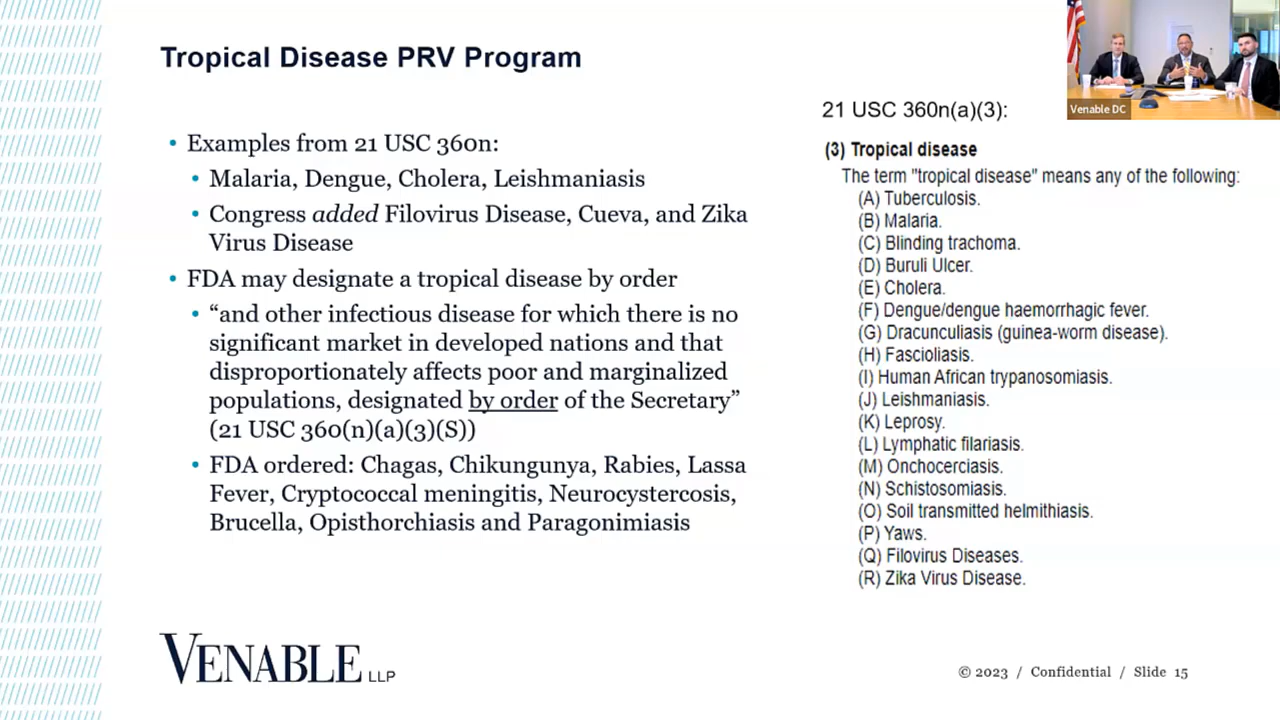 Tropical Disease PRV Program
• Examples from 21 USC 360n:
• Malaria, Dengue, Cholera, Leishmaniasis
• Congress added Filovirus Disease, Cueva, and Zika
Virus Disease
• FDA may designate a tropical disease by order
• “and other infectious disease for which there is no
significant market in developed nations and that
disproportionately affects poor and marginalized
populations, designated by order of the Secretary”
(21 USC 360(n)(a)(3)(S))
• FDA ordered: Chagas, Chikungunya, Rabies, Lassa
Fever, Cryptococcal meningitis, Neurocystercosis,
Brucella, Opisthorchiasis and Paragonimiasis
21 USC 360n(a)(3):
(3) Tropical disease
The term "tropical disease" means any of the following:
(A) Tuberculosis.
(B) Malaria.
(C) Blinding trachoma.
(D) Buruli Ulcer.
(E) Cholera.
(F) Dengue/dengue haemorrhagic fever.
(G) Dracunculiasis (guinea-worm disease).
(H) Fascioliasis.
(I) Human African trypanosomiasis.
(J) Leishmaniasis.
(K) Leprosy.
(L) Lymphatic filariasis.
(M) Onchocerciasis.
(N) Schistosomiasis.
(O) Soil transmitted helmithiasis.
(P) Yaws.
(Q) Filovirus Diseases.
(R) Zika Virus Disease.
Venable DC
VENABLE LLP
© 2023 / Confidential / Slide 15